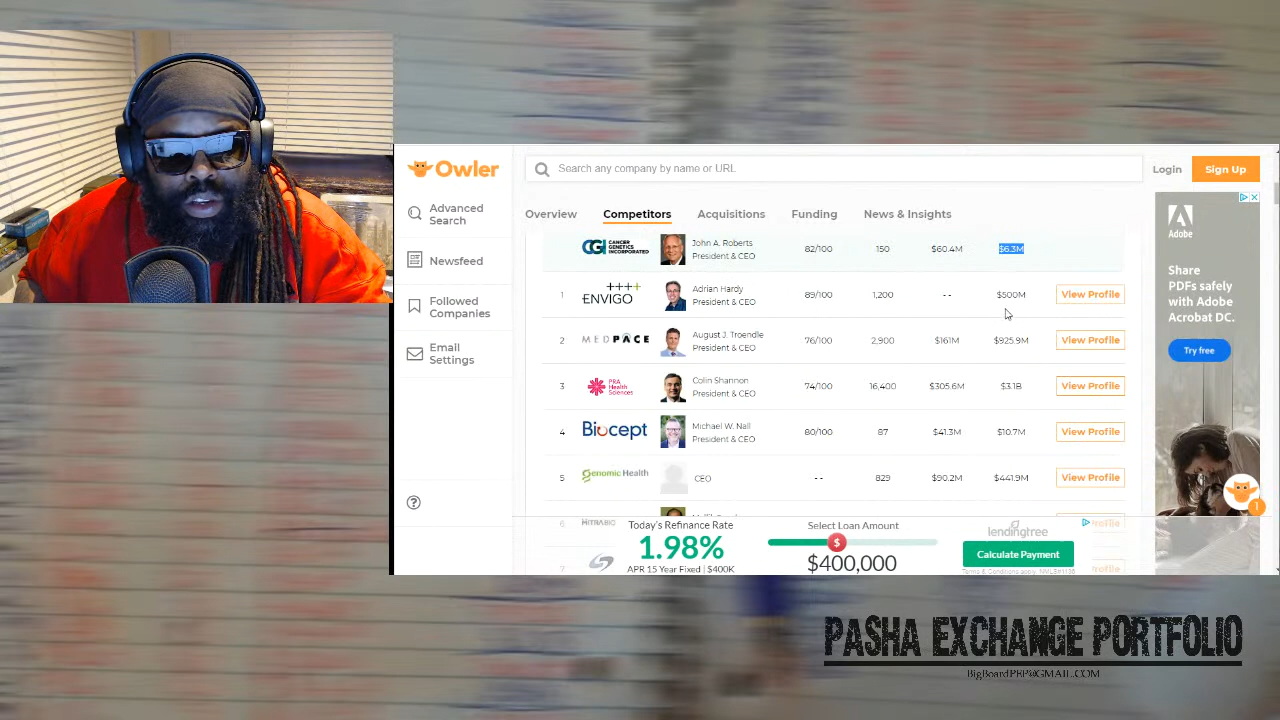 Owler
Search any company by name or URL
Login
Sign Up
Advanced
Search
Newsfeed
Followed
Companies
Email
Settings
Overview
Competitors
Acquisitions
Funding
News & Insights
CGI CANCER GENETICS INCORPORATED
John A. Roberts
President & CEO
82/100
150
$60.4M
$6.3M
1
++++ ENVIGO
Adrian Hardy
President & CEO
89/100
1,200
- -
$500M
View Profile
2
MEDPACE
August J. Troendle
President & CEO
76/100
2,900
$161M
$925.9M
View Profile
3
PRA Health Sciences
Colin Shannon
President & CEO
74/100
16,400
$305.6M
$3.1B
View Profile
4
Biocept
Michael W. Nall
President & CEO
80/100
87
$41.3M
$10.7M
View Profile
5
Genomic Health
CEO
- -
829
$90.2M
$441.9M
View Profile
6
7
Today's Refinance Rate
1.98%
APR 15 Year Fixed | $400K
Select Loan Amount
$
$400,000
lendingtree
Calculate Payment
Adobe
Share
PDFs safely
with Adobe
Acrobat DC.
Try free
1
PASHA EXCHANGE PORTFOLIO
BigBoardPEP@GMAIL.COM